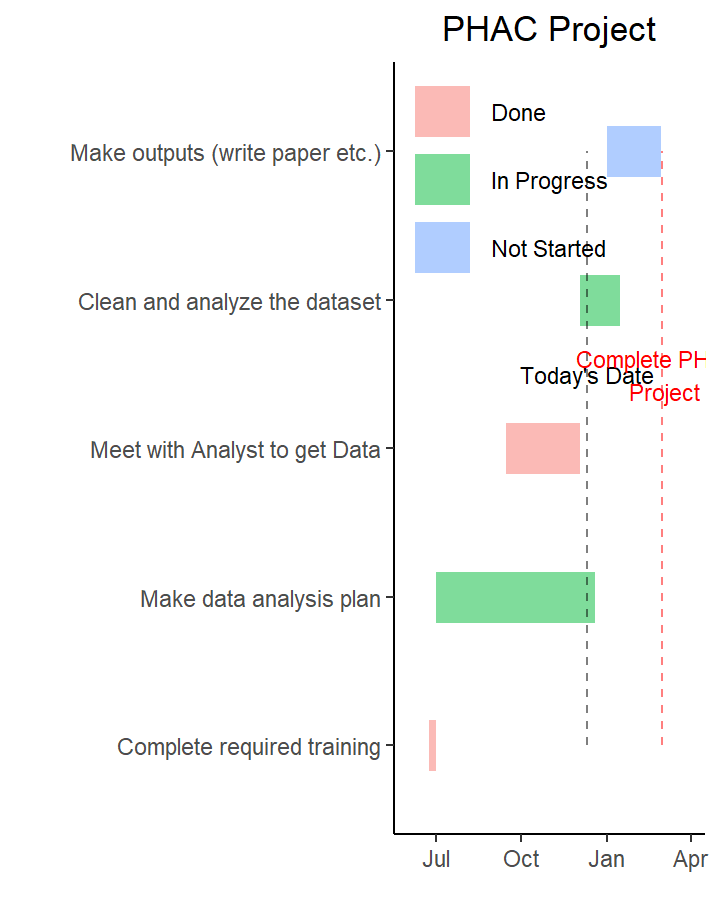 PHAC Project
Done
Make outputs (write paper etc.)
In Progress
Not Started
Clean and analyze the dataset
Complete PH
Today's Date
Project
Meet with Analyst to get Data
Make data analysis plan
Complete required training
Jul
Oct
Jan
Apr